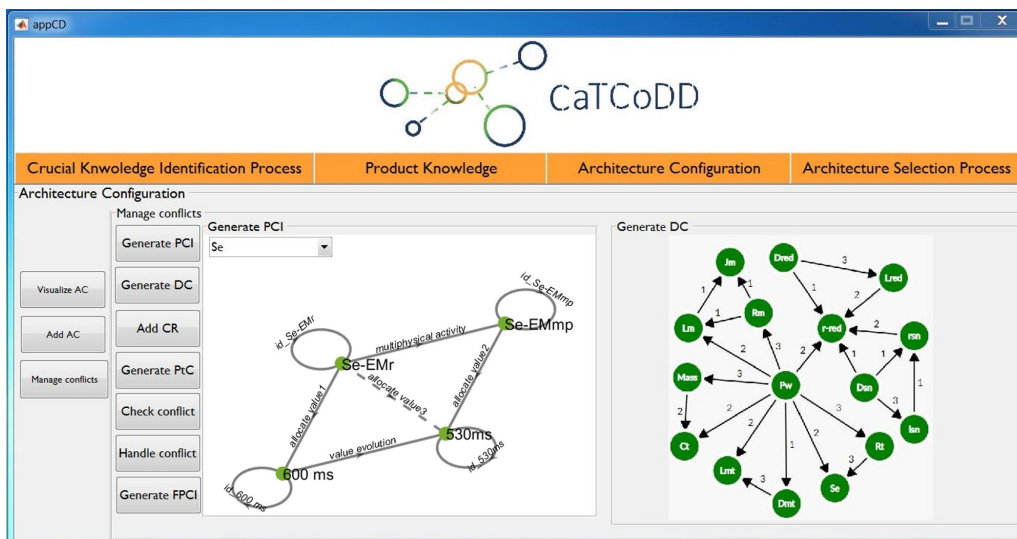 appCD
CaTCoDD
Crucial Knwoledge Identification Process
Product Knowledge
Architecture Configuration
Architecture Selection Process
Architecture Configuration
Visualize AC
Add AC
Manage conflicts
Manage conflicts
Generate PCI
Generate DC
Add CR
Generate PtC
Check conflict
Handle conflict
Generate FPCI
Generate PCI
Se
id_Se-EMmp
Se-EMmp
id_Se-EMr
multiphysical activity
Se-EMr
allocate value1
allocate value3
allocate value2
530ms
value evolution
id_530ms
600 ms
id_600 ms
Generate DC
Jm
Dred
3
Lred
1
1
2
Rm
Lm
1
r-red
2
rsn
2
3
2
1
1
Mass
3
Pw
Dsn
3
1
2
2
2
1
2
3
lsn
Ct
Rt
Lmt
3
3
Se
Dmt